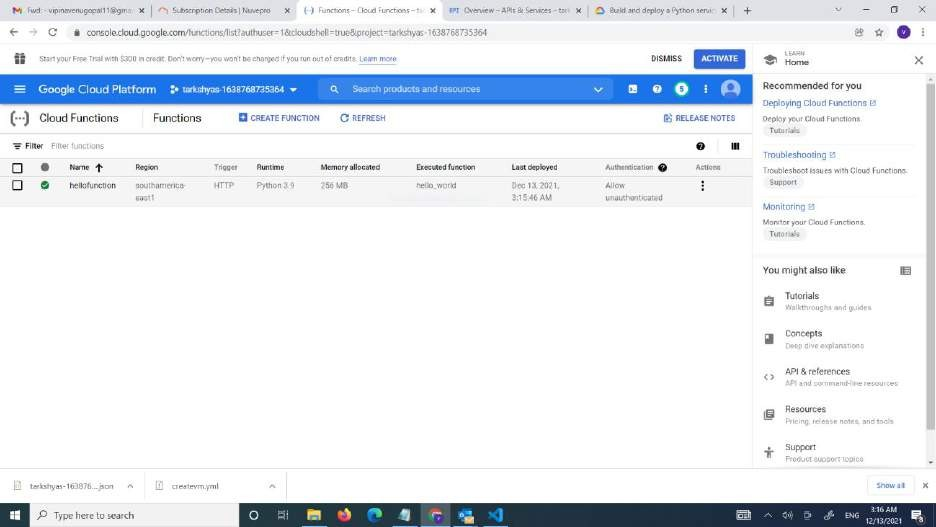 Fwd: - vipinavenugopal11@gma
Subscription Details | Nuvepro
Functions – Cloud Functions – ta
API Overview – APIs & Services – tark
Build and deploy a Python servic
console.cloud.google.com/functions/list?authuser=1&cloudshell=true&project=tarkshyas-1638768735364
V
Start your Free Trial with $300 in credit. Don't worry—you won't be charged if you run out of credits. Learn more
DISMISS
ACTIVATE
Google Cloud Platform
tarkshyas-1638768735364
Search products and resources
5
Cloud Functions
Functions
CREATE FUNCTION
REFRESH
RELEASE NOTES
Filter Filter functions
Name Region Trigger Runtime Memory allocated Executed function Last deployed Authentication Actions
hellofunction southamerica- HTTP Python 3.9 256 MB hello_world Dec 13, 2021, Allow
east1 3:15:46 AM unauthenticated
LEARN
Home
Recommended for you
Deploying Cloud Functions
Deploy your Cloud Functions.
Tutorials
Troubleshooting
Troubleshoot issues with Cloud Functions.
Support
Monitoring
Monitor your Cloud Functions.
Tutorials
You might also like
Tutorials
Walkthroughs and guides
Concepts
Deep dive explanations
API & references
API and command-line resources
Resources
Pricing, release notes, and tools
Support
Product support topics
tarkshyas-163876....json
createvm.yml
Show all
Type here to search
ENG
3:16 AM
12/13/2021
8